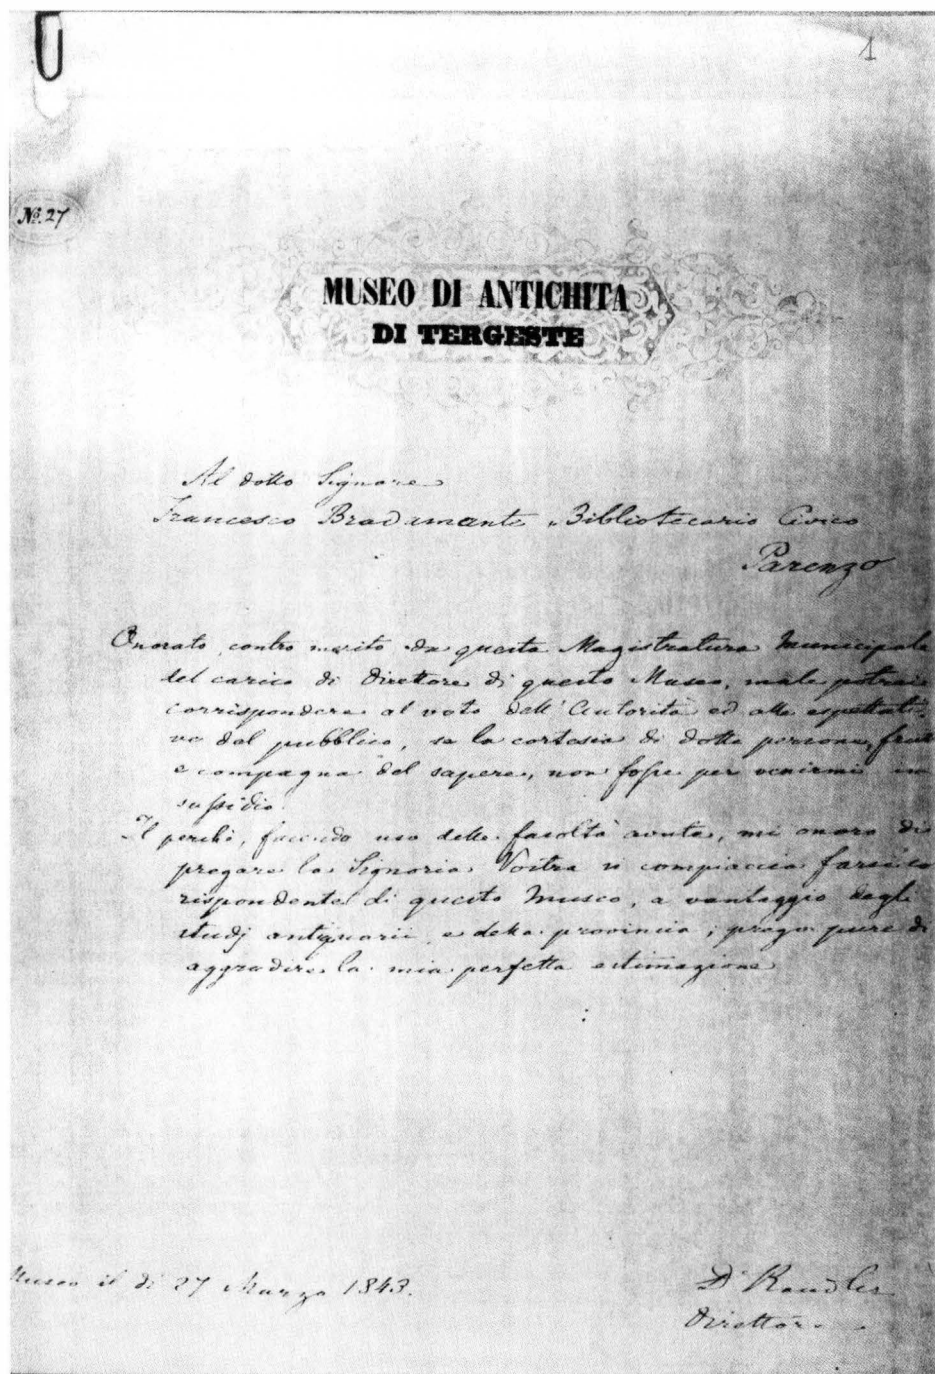 1
Nº. 27
MUSEO DI ANTICHITA
DI TERGESTE
Al dotto Signore
Francesco Bradamante Bibliotecario Civico
Parenzo
Onorato, contro merito da questa Magistratura Municipale
del carico di Direttore di questo Museo, male potrei
corrispondere al voto dell'Autorità ed alle espettati-
va del pubblico, se la cortesia di dotte persone,
e compagna del sapere, non fosse per venirmi in
sussidio.
Il perchè, facendo uso delle facoltà avute, mi onoro di
pregare la Signoria Vostra si compiaccia farsi co
rispondente di questo Museo, a vantaggio degli
studj antiquarii e della provincia; prego pure di
aggradire la mia perfetta estimazione
Museo il dì 27 Marzo 1843.
Dr Kandler
Direttore